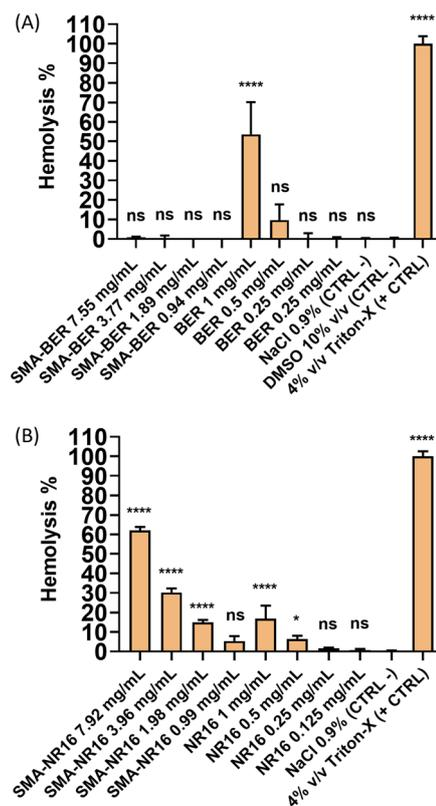 (A)
Hemolysis %
110
100
90
80
70
60
50
40
30
20
10
0
ns
ns
ns
ns
****
ns
ns
ns
ns
****
SMA-BER 7.55 mg/mL
SMA-BER 3.77 mg/mL
SMA-BER 1.89 mg/mL
SMA-BER 0.94 mg/mL
BER 1 mg/mL
BER 0.5 mg/mL
BER 0.25 mg/mL
BER 0.25 mg/mL
NaCl 0.9% (CTRL -)
DMSO 10% v/v (CTRL -)
4% v/v Triton-X (+ CTRL)
(B)
Hemolysis %
110
100
90
80
70
60
50
40
30
20
10
0
****
****
****
ns
****
*
ns
ns
****
SMA-NR16 7.92 mg/mL
SMA-NR16 3.96 mg/mL
SMA-NR16 1.98 mg/mL
SMA-NR16 0.99 mg/mL
NR16 1 mg/mL
NR16 0.5 mg/mL
NR16 0.25 mg/mL
NR16 0.125 mg/mL
NaCl 0.9% (CTRL -)
4% v/v Triton-X (+ CTRL)